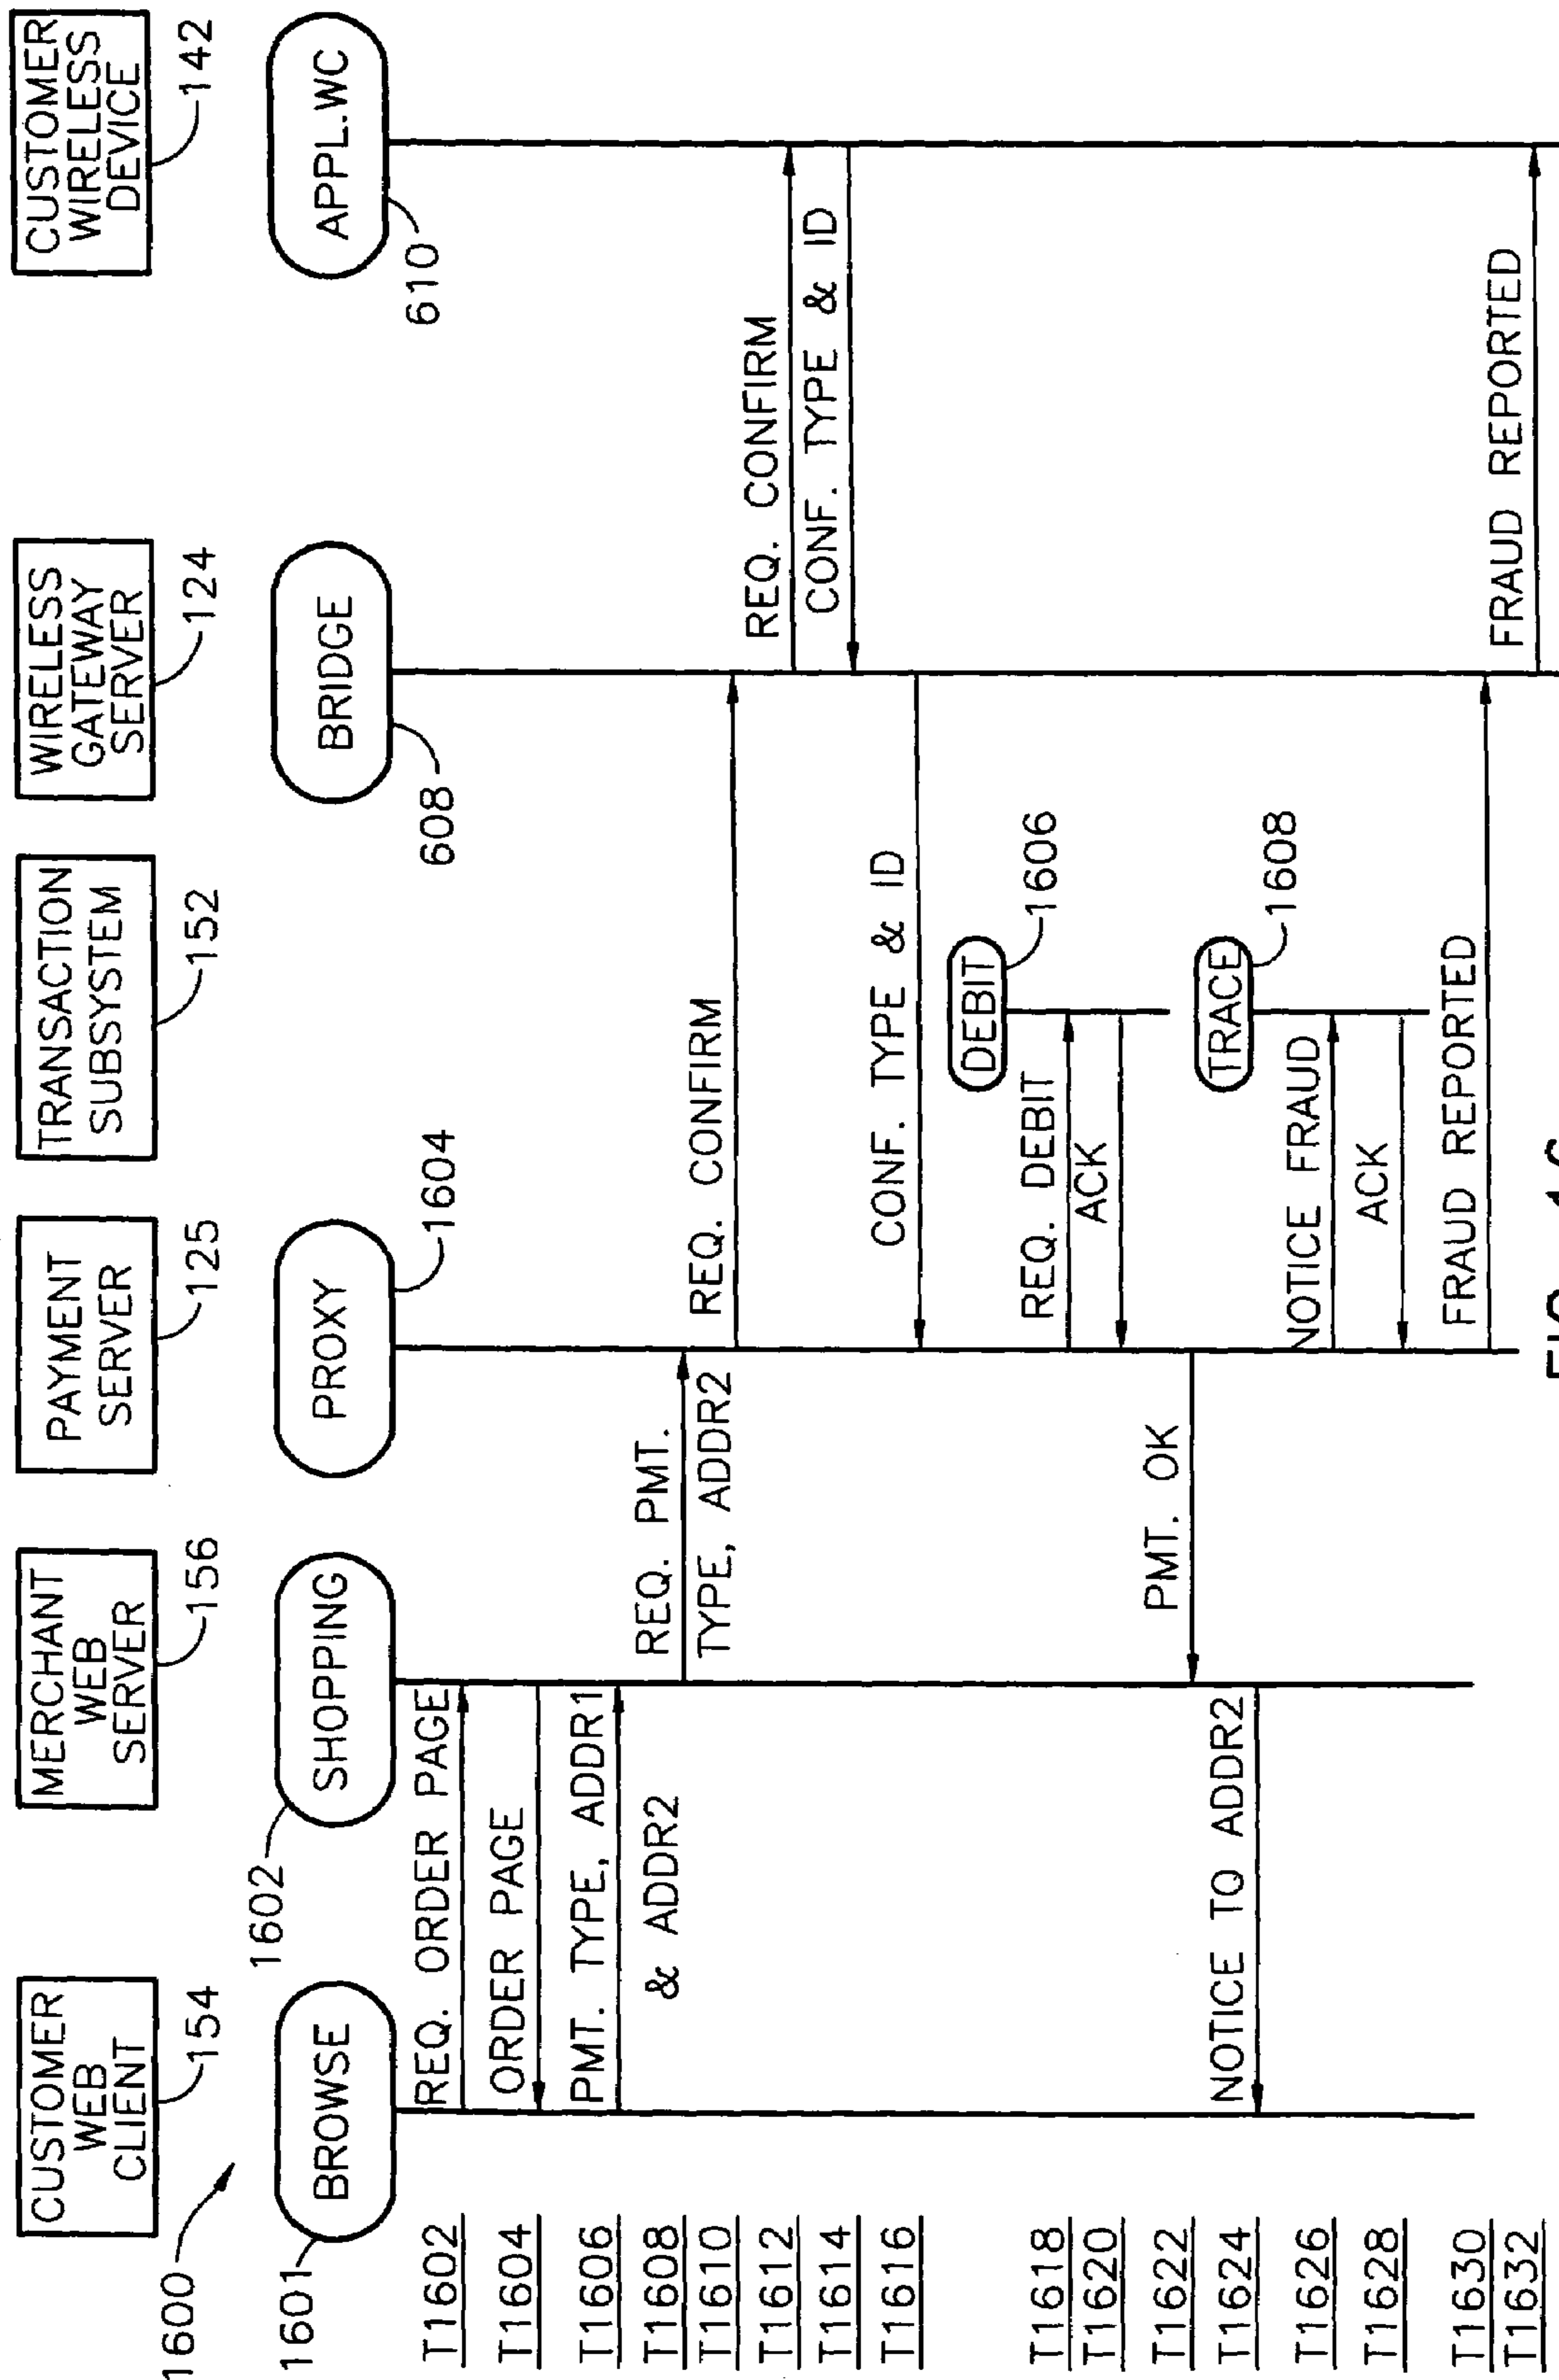 1600
CUSTOMER
WEB
CLIENT
154
MERCHANT
WEB
SERVER
156
PAYMENT
SERVER
125
TRANSACTION
SUBSYSTEM
152
WIRELESS
GATEWAY
SERVER
124
CUSTOMER
WIRELESS
DEVICE
142
1601
BROWSE
1602
SHOPPING
PROXY
1604
BRIDGE
608
APPL.WC
610
T1602
REQ. ORDER PAGE
T1604
ORDER PAGE
T1606
PMT. TYPE, ADDR1
& ADDR2
T1608
REQ. PMT.
TYPE, ADDR2
T1610
REQ. CONFIRM
T1612
REQ. CONFIRM
T1614
CONF. TYPE & ID
T1616
CONF. TYPE & ID
DEBIT
1606
T1618
REQ. DEBIT
T1620
ACK
T1622
PMT. OK
TRACE
1608
T1624
NOTICE TO ADDR2
T1626
NOTICE FRAUD
T1628
ACK
T1630
FRAUD REPORTED
T1632
FRAUD REPORTED